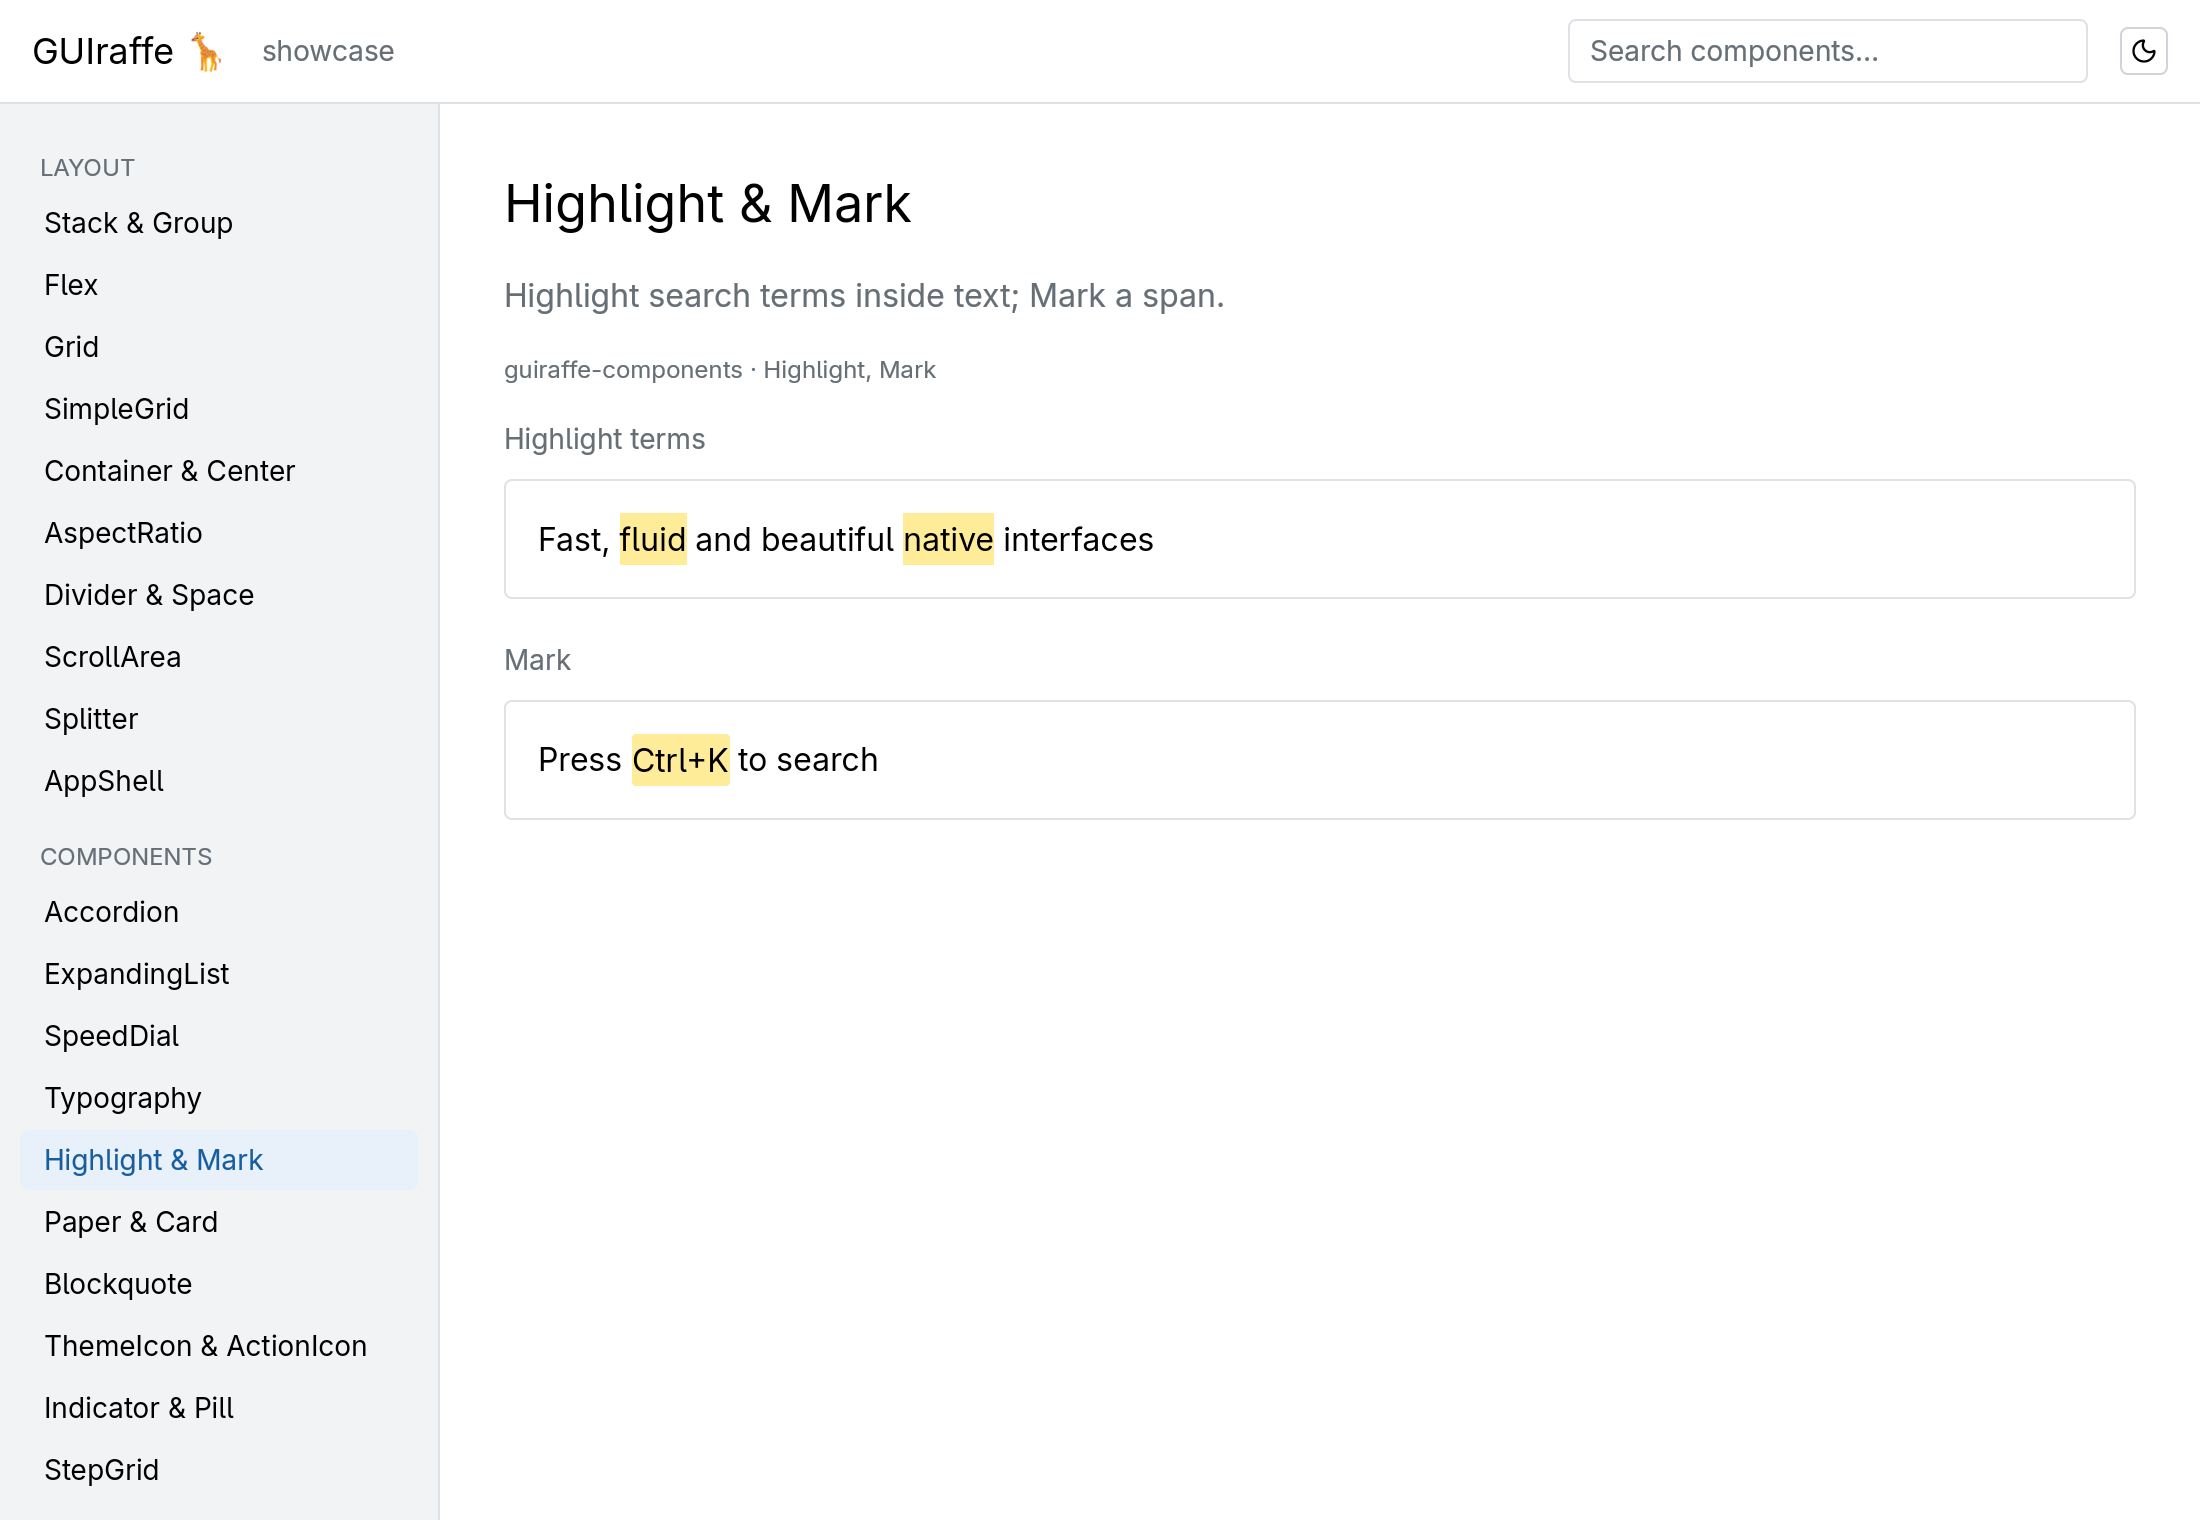 GUIraffe 🦒 showcase
Search components...
LAYOUT
Stack & Group
Flex
Grid
SimpleGrid
Container & Center
AspectRatio
Divider & Space
ScrollArea
Splitter
AppShell
COMPONENTS
Accordion
ExpandingList
SpeedDial
Typography
Highlight & Mark
Paper & Card
Blockquote
ThemeIcon & ActionIcon
Indicator & Pill
StepGrid
Highlight & Mark
Highlight search terms inside text; Mark a span.
guiraffe-components · Highlight, Mark
Highlight terms
Fast, fluid and beautiful native interfaces
Mark
Press Ctrl+K to search